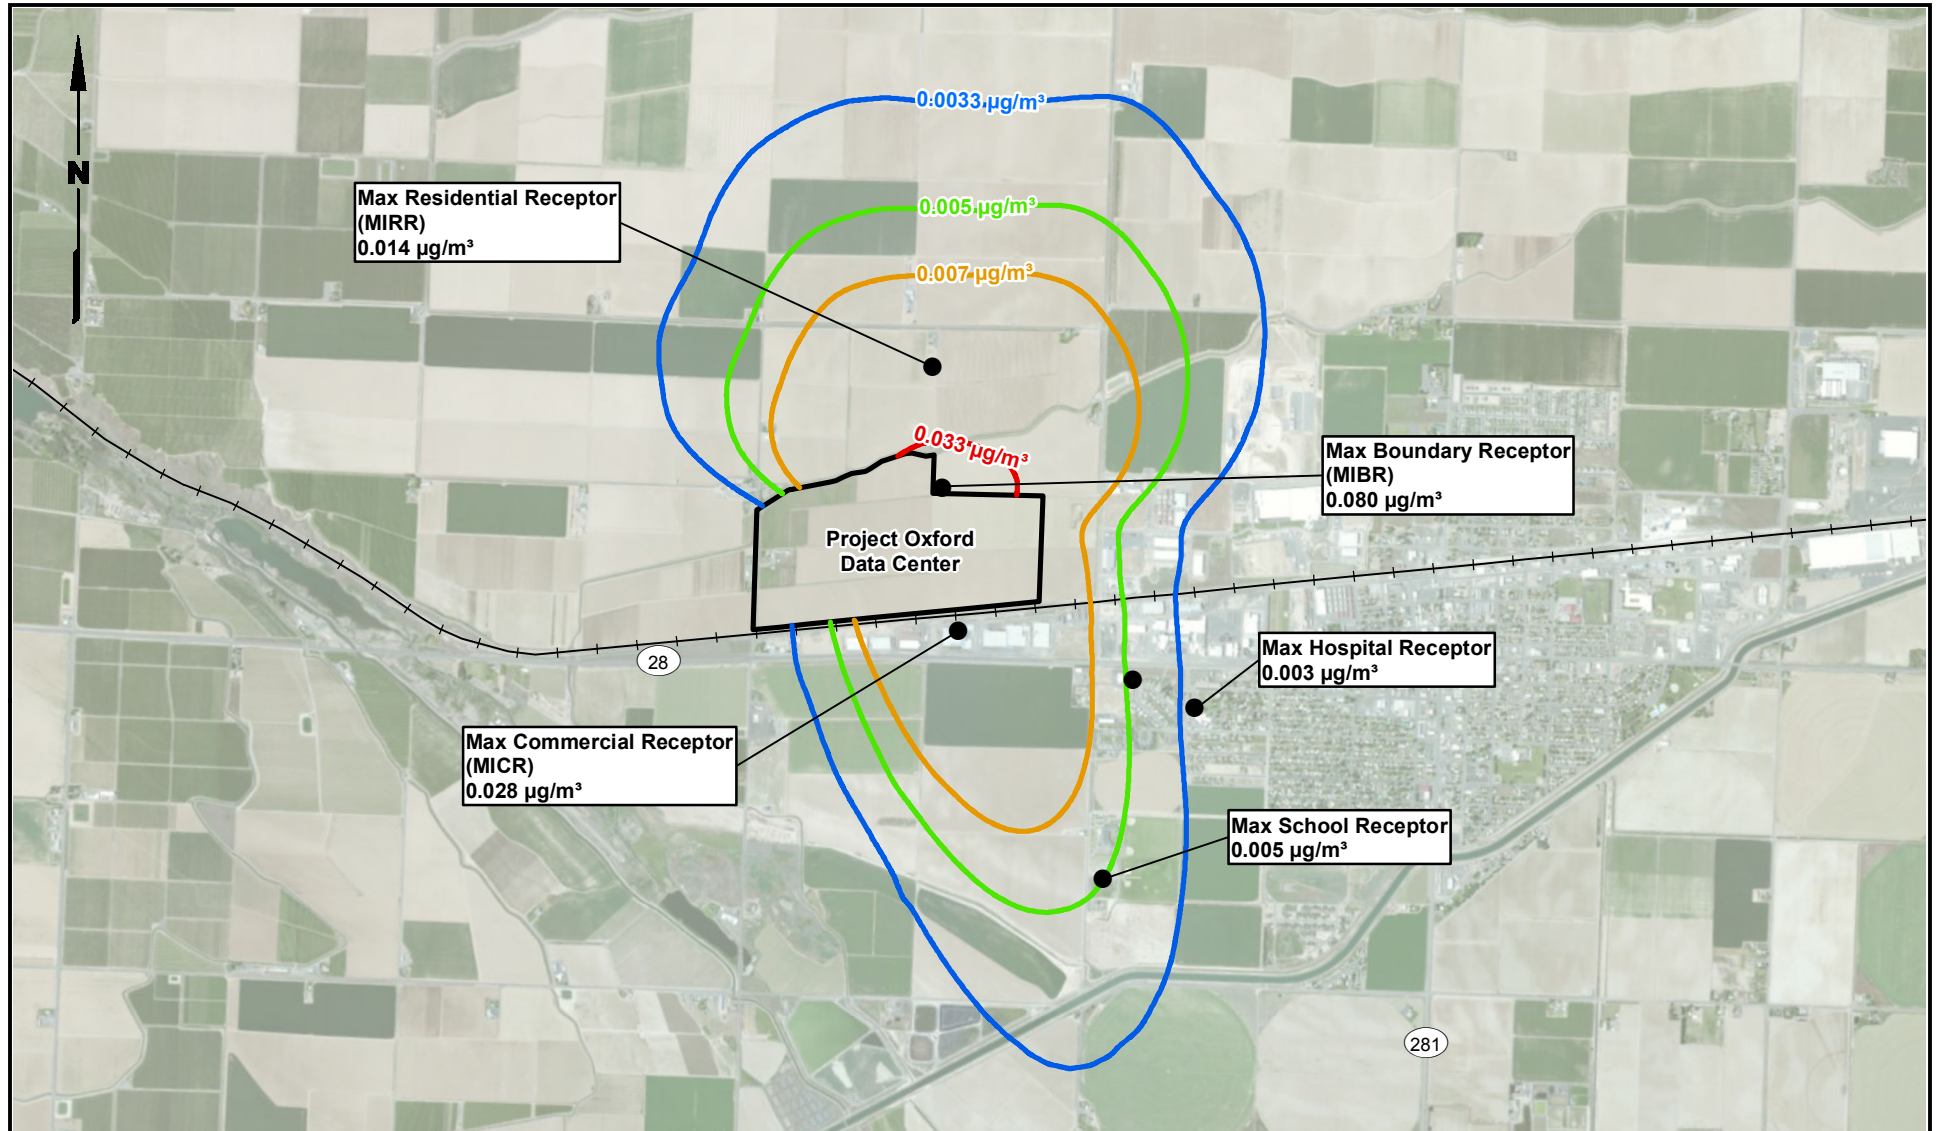 0.0033 µg/m³
N
Max Residential Receptor
(MIRR)
0.014 µg/m³
0.005 µg/m³
0.007 µg/m³
0.033 µg/m³
Max Boundary Receptor
(MIBR)
0.080 µg/m³
Project Oxford
Data Center
28
Max Hospital Receptor
0.003 µg/m³
Max Commercial Receptor
(MICR)
0.028 µg/m³
Max School Receptor
0.005 µg/m³
281